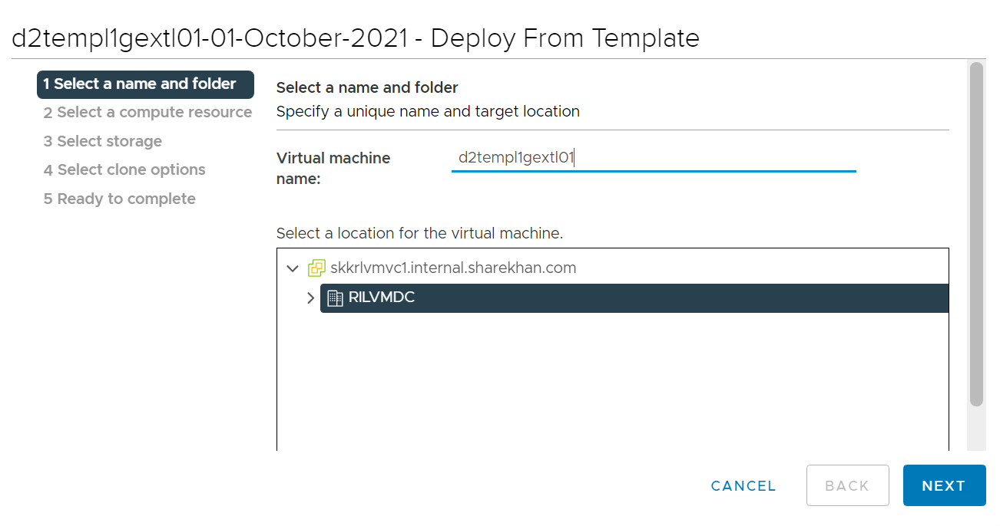 d2templ1gextl01-01-October-2021 - Deploy From Template
1 Select a name and folder
2 Select a compute resource
3 Select storage
4 Select clone options
5 Ready to complete
Select a name and folder
Specify a unique name and target location
Virtual machine
name:
d2templ1gextl01
Select a location for the virtual machine.
skkrlvmvc1.internal.sharekhan.com
RILVMDC
CANCEL
BACK
NEXT